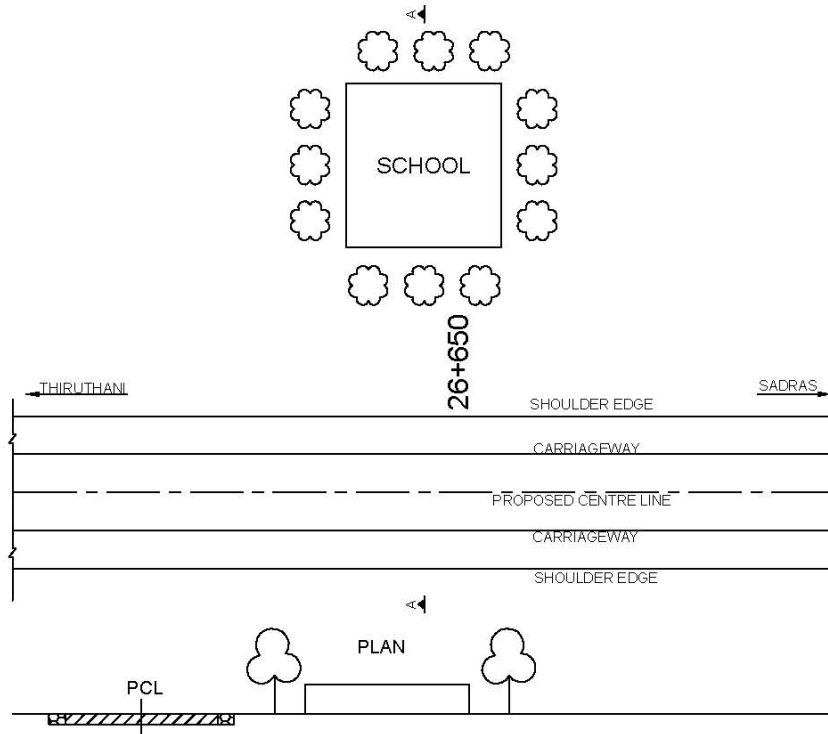 A
SCHOOL
26+650
THIRUTHANI
SADRAS
SHOULDER EDGE
CARRIAGEWAY
PROPOSED CENTRE LINE
CARRIAGEWAY
SHOULDER EDGE
A
PLAN
PCL